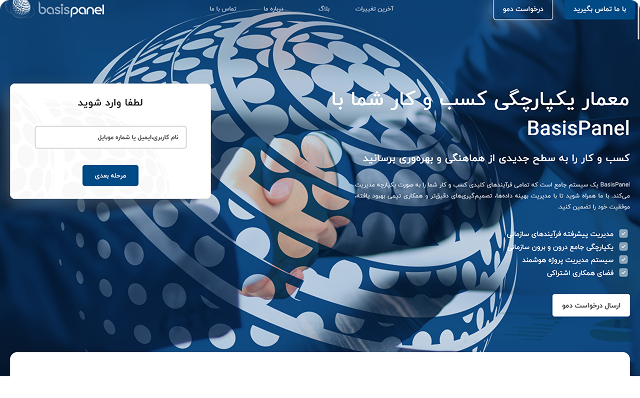 basispanel
تماس با ما
درباره ما
بلاگ
آخرین تغییرات
درخواست دمو
با ما تماس بگیرید
معمار یکپارچگی کسب و کار شما با
BasisPanel
کسب و کار را به سطح جدیدی از هماهنگی و بهره‌وری برسانید
BasisPanel یک سیستم جامع است که تمامی فرآیندهای کلیدی کسب و کار شما را به صورت یکپارچه مدیریت
می‌کند. با ما همراه شوید تا با مدیریت بهینه داده‌ها، تصمیم‌گیری‌های دقیق‌تر و همکاری تیمی بهبود یافته،
موفقیت خود را تضمین کنید.
مدیریت پیشرفته فرآیندهای سازمانی
یکپارچگی جامع درون و برون سازمانی
سیستم مدیریت پروژه هوشمند
فضای همکاری اشتراکی
ارسال درخواست دمو
لطفا وارد شوید
نام کاربری،ایمیل یا شماره موبایل
مرحله بعدی